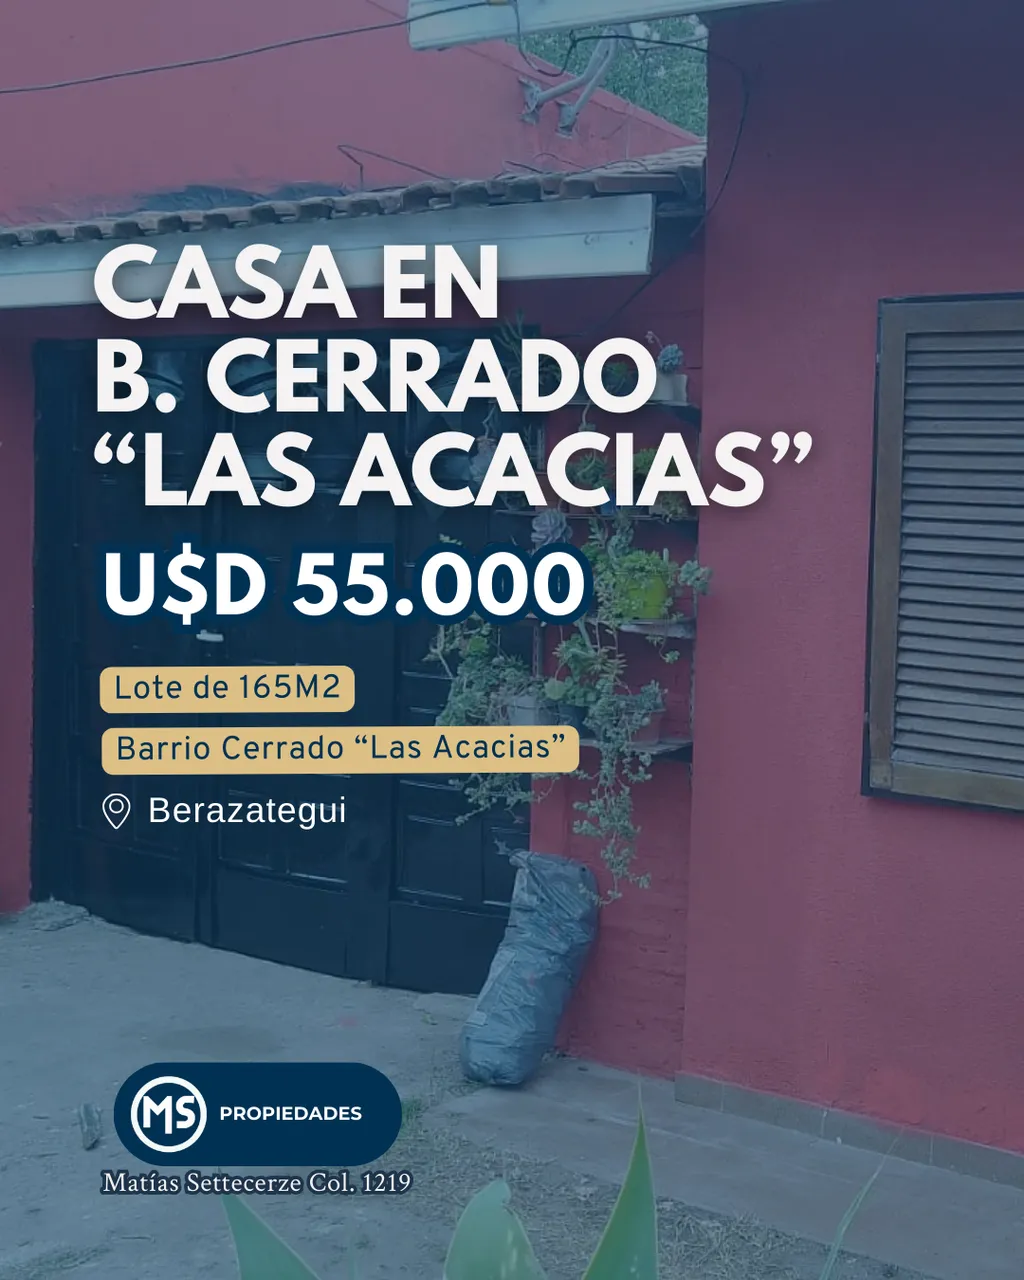 CASA EN
B. CERRADO
“LAS ACACIAS”
U$D 55.000
Lote de 165M2
Barrio Cerrado “Las Acacias”
Berazategui
MS PROPIEDADES
Matías Settecerze Col. 1219